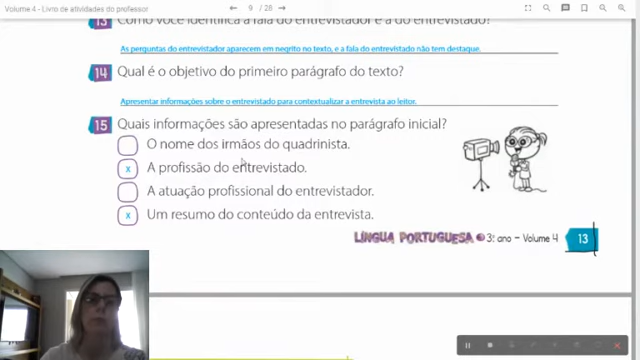 Volume 4 - Livro de atividades do professor
9 / 28
13 Como você identifica a fala do entrevistador e a do entrevistado?
As perguntas do entrevistador aparecem em negrito no texto, e a fala do entrevistado não tem destaque.
14 Qual é o objetivo do primeiro parágrafo do texto?
Apresentar informações sobre o entrevistado para contextualizar a entrevista ao leitor.
15 Quais informações são apresentadas no parágrafo inicial?
O nome dos irmãos do quadrinista.
x A profissão do entrevistado.
A atuação profissional do entrevistador.
x Um resumo do conteúdo da entrevista.
LÍNGUA PORTUGUESA 3º. ano – Volume 4 13